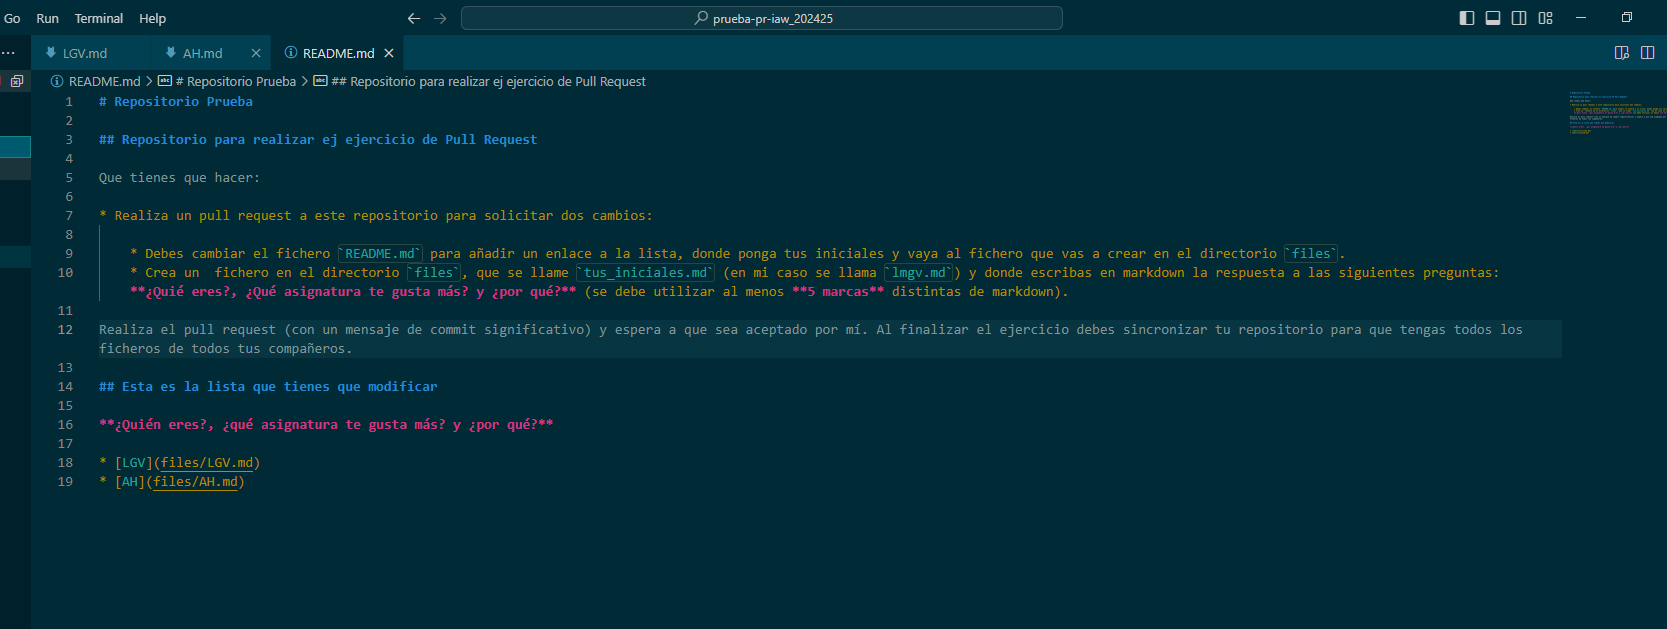 Go Run Terminal Help prueba-pr-iaw_202425
LGV.md AH.md README.md
README.md > # Repositorio Prueba > ## Repositorio para realizar ej ejercicio de Pull Request
1 # Repositorio Prueba
2
3 ## Repositorio para realizar ej ejercicio de Pull Request
4
5 Que tienes que hacer:
6
7 * Realiza un pull request a este repositorio para solicitar dos cambios:
8
9 * Debes cambiar el fichero `README.md` para añadir un enlace a la lista, donde ponga tus iniciales y vaya al fichero que vas a crear en el directorio `files`.
10 * Crea un  fichero en el directorio `files`, que se llame `tus_iniciales.md` (en mi caso se llama `lmgv.md`) y donde escribas en markdown la respuesta a las siguientes preguntas:
**¿Quié eres?, ¿Qué asignatura te gusta más? y ¿por qué?** (se debe utilizar al menos **5 marcas** distintas de markdown).
11
12 Realiza el pull request (con un mensaje de commit significativo) y espera a que sea aceptado por mí. Al finalizar el ejercicio debes sincronizar tu repositorio para que tengas todos los
ficheros de todos tus compañeros.
13
14 ## Esta es la lista que tienes que modificar
15
16 **¿Quién eres?, ¿qué asignatura te gusta más? y ¿por qué?**
17
18 * [LGV](files/LGV.md)
19 * [AH](files/AH.md)